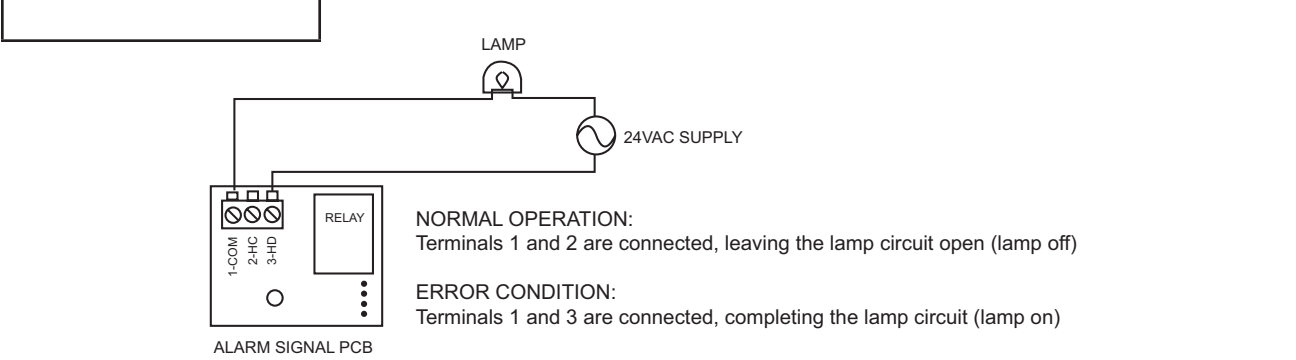 LAMP
24VAC SUPPLY
RELAY
1-COM
2-HC
3-HD
NORMAL OPERATION:
Terminals 1 and 2 are connected, leaving the lamp circuit open (lamp off)
ERROR CONDITION:
Terminals 1 and 3 are connected, completing the lamp circuit (lamp on)
ALARM SIGNAL PCB